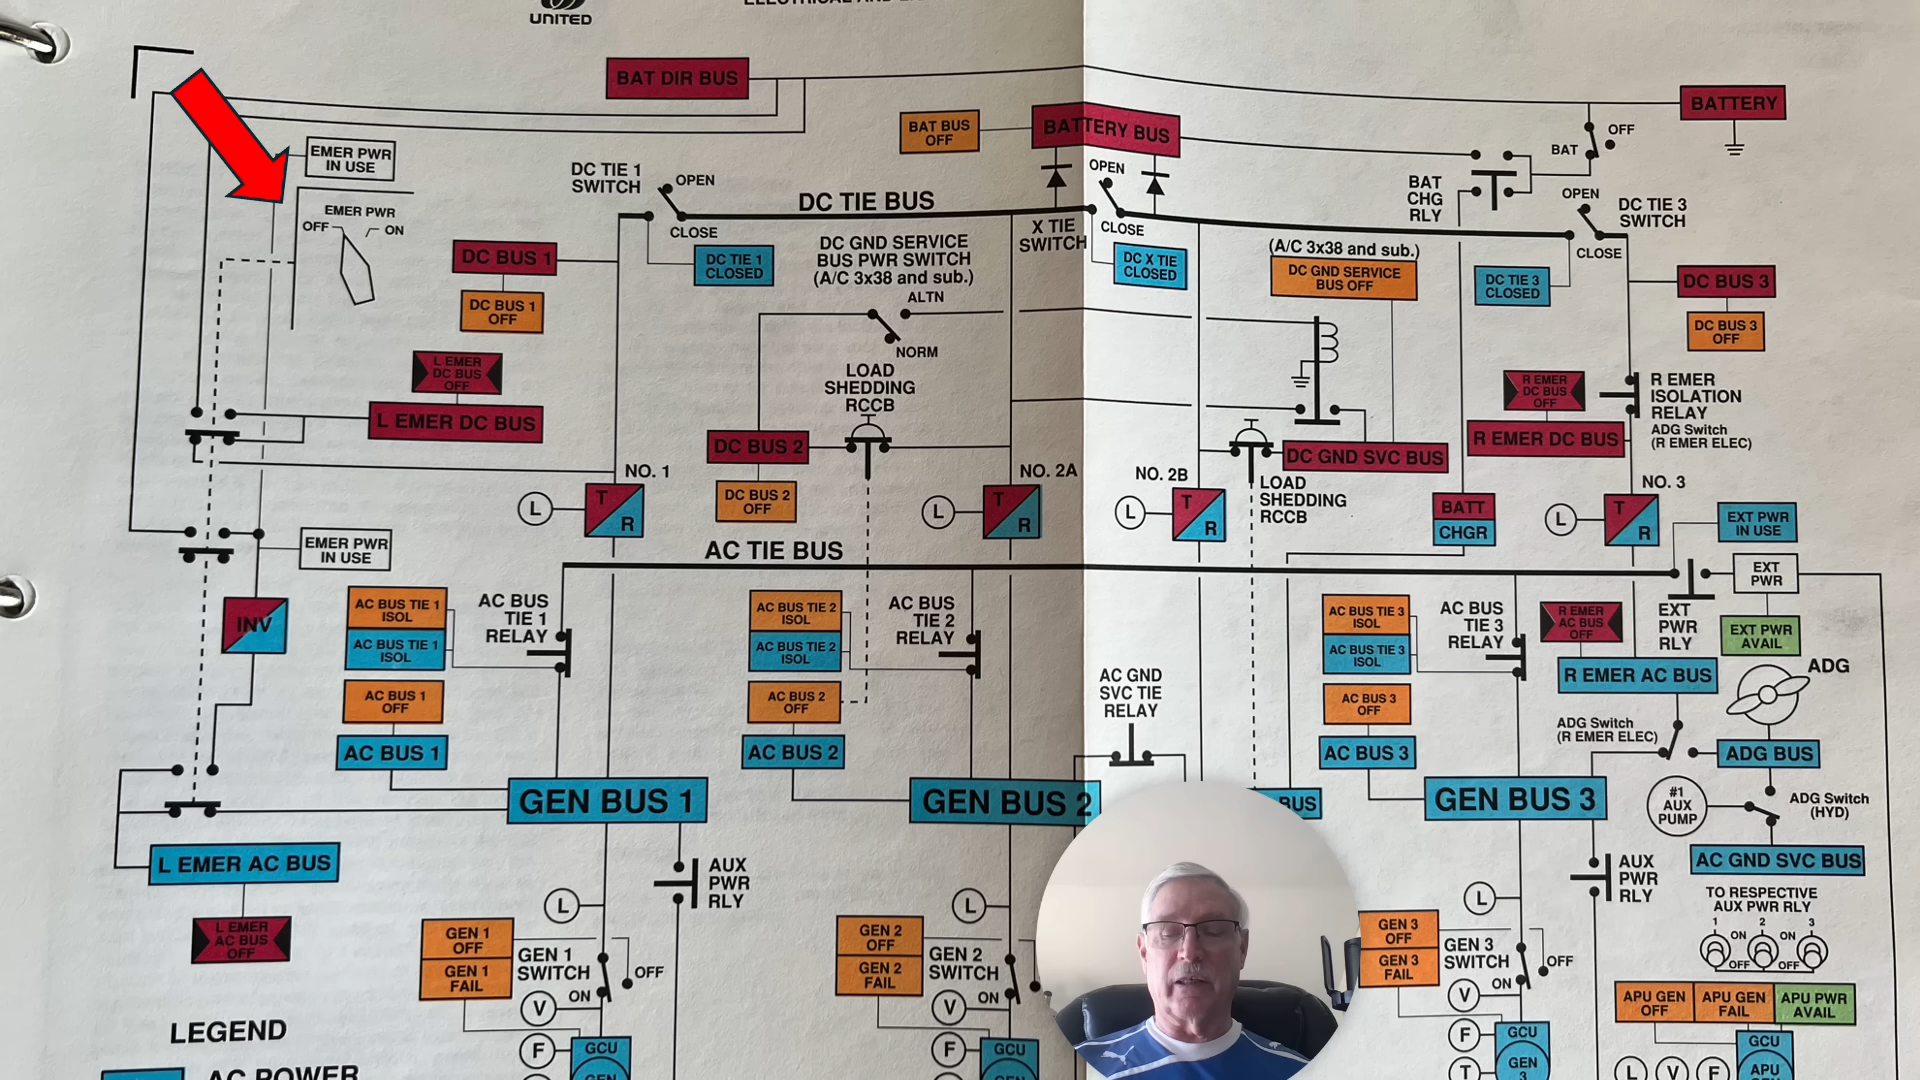 UNITED
BAT DIR BUS
BATTERY
BAT BUS
OFF
BATTERY BUS
OFF
BAT
EMER PWR
IN USE
DC TIE 1
SWITCH
OPEN
CLOSE
DC TIE BUS
X TIE
SWITCH
OPEN
CLOSE
BAT
CHG
RLY
OPEN
DC TIE 3
SWITCH
CLOSE
EMER PWR
OFF
ON
DC BUS 1
DC BUS 1
OFF
DC TIE 1
CLOSED
DC GND SERVICE
BUS PWR SWITCH
(A/C 3x38 and sub.)
ALTN
NORM
DC X TIE
CLOSED
(A/C 3x38 and sub.)
DC GND SERVICE
BUS OFF
DC TIE 3
CLOSED
DC BUS 3
DC BUS 3
OFF
L EMER
DC BUS
OFF
L EMER DC BUS
LOAD
SHEDDING
RCCB
R EMER
DC BUS
OFF
R EMER
ISOLATION
RELAY
ADG Switch
(R EMER ELEC)
R EMER DC BUS
DC BUS 2
DC BUS 2
OFF
DC GND SVC BUS
LOAD
SHEDDING
RCCB
NO. 1
L
T
R
NO. 2A
L
T
R
NO. 2B
L
T
R
BATT
CHGR
NO. 3
L
T
R
EXT PWR
IN USE
EMER PWR
IN USE
AC TIE BUS
EXT
PWR
EXT
PWR
RLY
EXT PWR
AVAIL
INV
AC BUS TIE 1
ISOL
AC BUS TIE 1
ISOL
AC BUS
TIE 1
RELAY
AC BUS 1
OFF
AC BUS 1
AC BUS TIE 2
ISOL
AC BUS TIE 2
ISOL
AC BUS
TIE 2
RELAY
AC BUS 2
OFF
AC BUS 2
AC GND
SVC TIE
RELAY
AC BUS TIE 3
ISOL
AC BUS TIE 3
ISOL
AC BUS
TIE 3
RELAY
AC BUS 3
OFF
AC BUS 3
R EMER
AC BUS
OFF
R EMER AC BUS
ADG
ADG Switch
(R EMER ELEC)
ADG BUS
GEN BUS 1
GEN BUS 2
BUS
GEN BUS 3
#1
AUX
PUMP
ADG Switch
(HYD)
L EMER AC BUS
L EMER
AC BUS
OFF
AUX
PWR
RLY
AUX
PWR
RLY
AC GND SVC BUS
TO RESPECTIVE
AUX PWR RLY
1 2 3
ON ON
OFF OFF
L
GEN 1
OFF
GEN 1
FAIL
GEN 1
SWITCH
OFF
ON
V
F
GCU
GEN
L
GEN 2
OFF
GEN 2
FAIL
GEN 2
SWITCH
ON
V
F
GCU
L
GEN 3
OFF
GEN 3
FAIL
GEN 3
SWITCH
OFF
ON
V
F
T
GCU
GEN
3
APU GEN
OFF
APU GEN
FAIL
APU PWR
AVAIL
GCU
APU
L V F
LEGEND
AC POWER